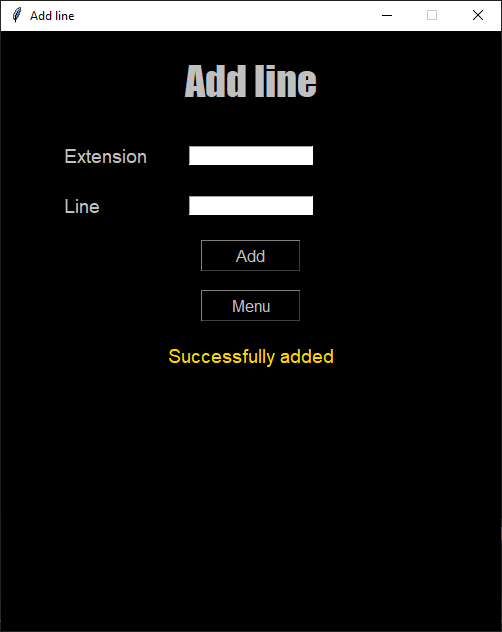 Add line
Add line
Extension
Line
Add
Menu
Successfully added